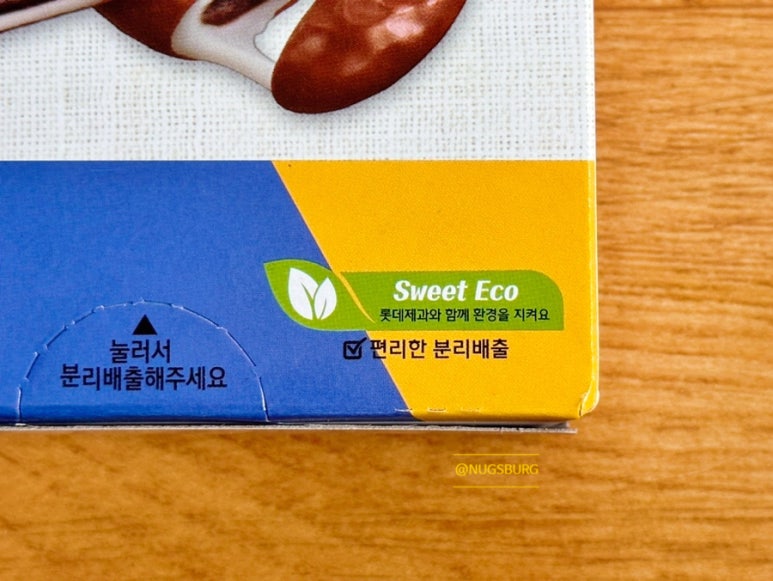 Sweet Eco
롯데제과와 함께 환경을 지켜요
편리한 분리배출
눌러서
분리배출해주세요
@NUGSBURG